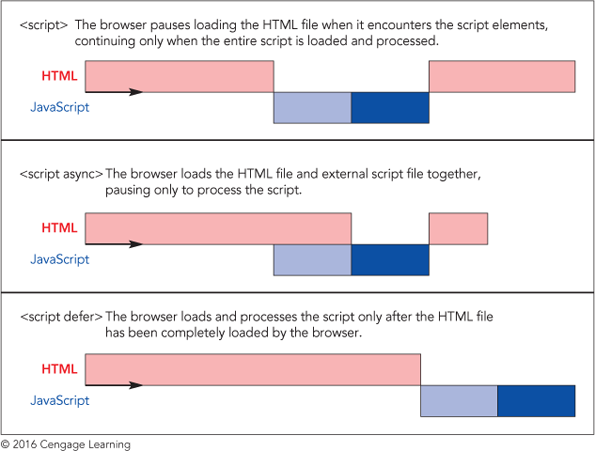 <script> The browser pauses loading the HTML file when it encounters the script elements,
continuing only when the entire script is loaded and processed.
HTML
JavaScript
<script async> The browser loads the HTML file and external script file together,
pausing only to process the script.
HTML
JavaScript
<script defer> The browser loads and processes the script only after the HTML file
has been completely loaded by the browser.
HTML
JavaScript
© 2016 Cengage Learning